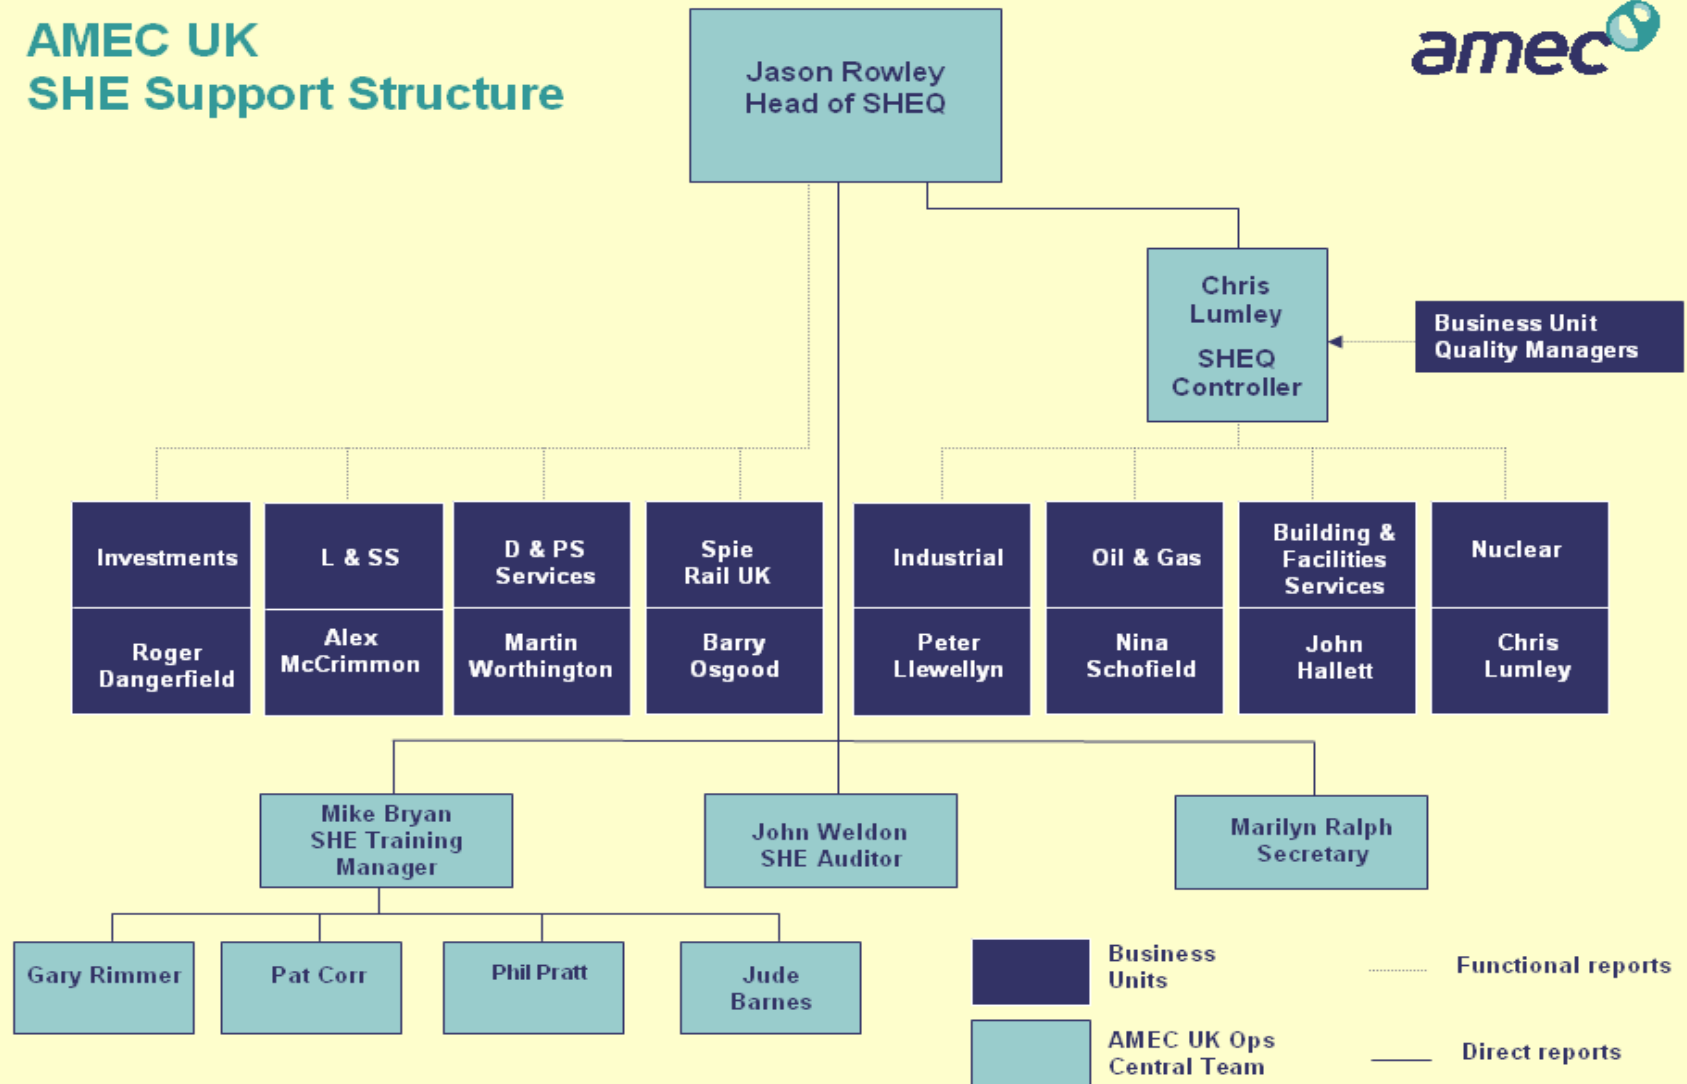 AMEC UK
SHE Support Structure
amec
Jason Rowley
Head of SHEQ
Chris
Lumley
SHEQ
Controller
Business Unit
Quality Managers
Investments
Roger
Dangerfield
L & SS
Alex
McCrimmon
D & PS
Services
Martin
Worthington
Spie
Rail UK
Barry
Osgood
Industrial
Peter
Llewellyn
Oil & Gas
Nina
Schofield
Building &
Facilities
Services
John
Hallett
Nuclear
Chris
Lumley
Mike Bryan
SHE Training
Manager
John Weldon
SHE Auditor
Marilyn Ralph
Secretary
Gary Rimmer
Pat Corr
Phil Pratt
Jude
Barnes
Business
Units
Functional reports
AMEC UK Ops
Central Team
Direct reports